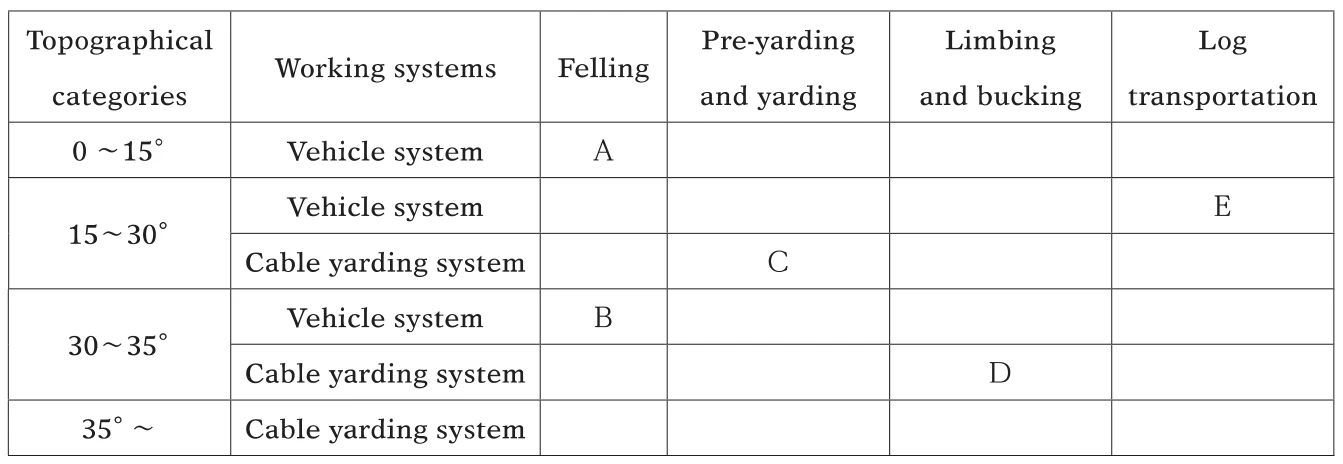 Topographical categories | Working systems | Felling | Pre-yarding and yarding | Limbing and bucking | Log transportation
0 ~15° | Vehicle system | A | | |
15~30° | Vehicle system | | | | E
Cable yarding system | | C | |
30~35° | Vehicle system | B | | |
Cable yarding system | | | D |
35° ~ | Cable yarding system | | | |